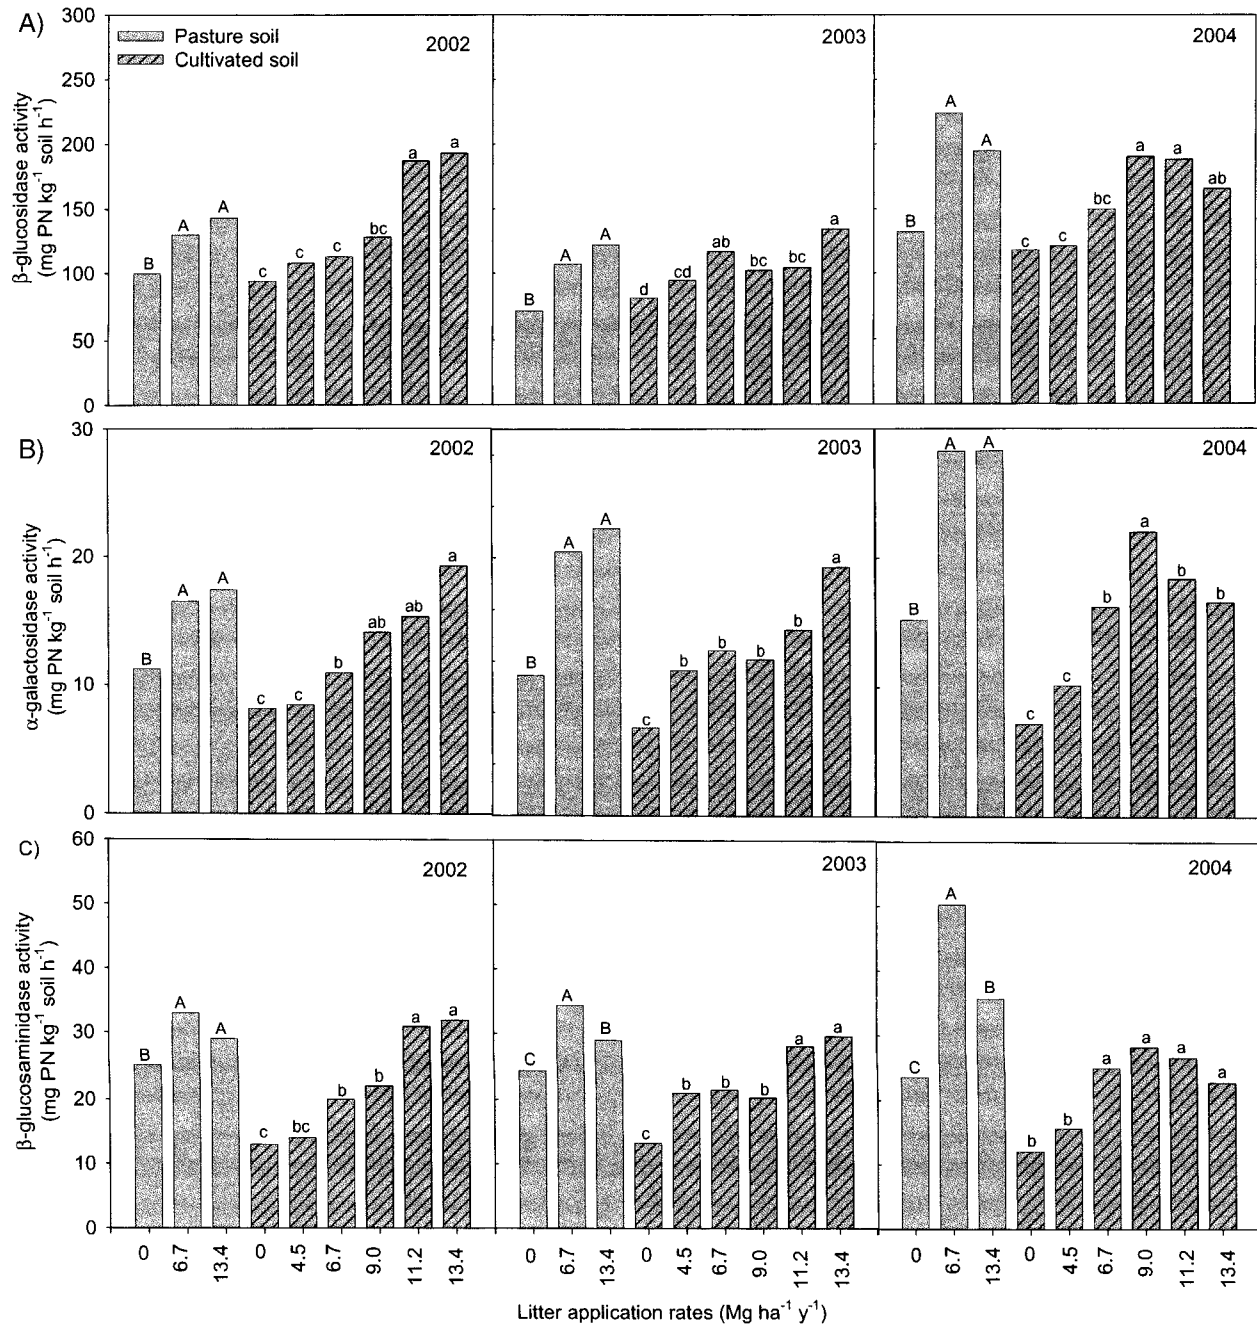 A)
300
250
200
150
100
50
0
β-glucosidase activity
(mg PN kg⁻¹ soil h⁻¹)
Pasture soil
Cultivated soil
2002
B
A
A
c
c
c
bc
a
a
2003
B
A
A
d
cd
ab
bc
bc
a
2004
B
A
A
c
c
bc
a
a
ab
B)
30
20
10
0
α-galactosidase activity
(mg PN kg⁻¹ soil h⁻¹)
2002
B
A
A
c
c
b
ab
ab
a
2003
B
A
A
c
b
b
b
b
a
2004
B
A
A
c
c
b
a
b
b
C)
60
50
40
30
20
10
0
β-glucosaminidase activity
(mg PN kg⁻¹ soil h⁻¹)
2002
B
A
A
c
bc
b
b
a
a
2003
C
A
B
c
b
b
b
a
a
2004
C
A
B
b
b
a
a
a
a
0 6.7 13.4 0 4.5 6.7 9.0 11.2 13.4 0 6.7 13.4 0 4.5 6.7 9.0 11.2 13.4 0 6.7 13.4 0 4.5 6.7 9.0 11.2 13.4
Litter application rates (Mg ha⁻¹ y⁻¹)